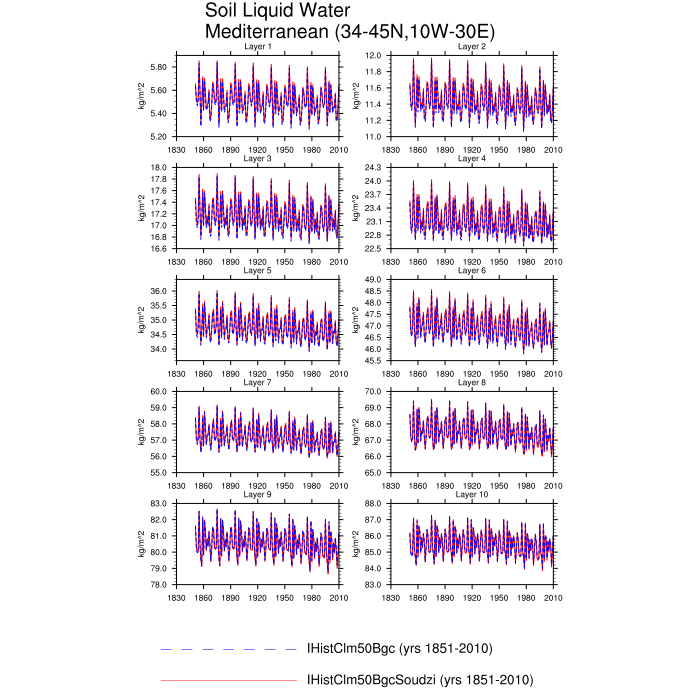 Soil Liquid Water
Mediterranean (34-45N,10W-30E)
Layer 1
kg/m^2
5.80
5.60
5.40
5.20
1830 1860 1890 1920 1950 1980 2010
Layer 2
kg/m^2
12.0
11.8
11.6
11.4
11.2
11.0
1830 1860 1890 1920 1950 1980 2010
Layer 3
kg/m^2
18.0
17.8
17.6
17.4
17.2
17.0
16.8
16.6
1830 1860 1890 1920 1950 1980 2010
Layer 4
kg/m^2
24.3
24.0
23.7
23.4
23.1
22.8
22.5
1830 1860 1890 1920 1950 1980 2010
Layer 5
kg/m^2
36.0
35.5
35.0
34.5
34.0
1830 1860 1890 1920 1950 1980 2010
Layer 6
kg/m^2
49.0
48.5
48.0
47.5
47.0
46.5
46.0
45.5
1830 1860 1890 1920 1950 1980 2010
Layer 7
kg/m^2
60.0
59.0
58.0
57.0
56.0
55.0
1830 1860 1890 1920 1950 1980 2010
Layer 8
kg/m^2
70.0
69.0
68.0
67.0
66.0
65.0
1830 1860 1890 1920 1950 1980 2010
Layer 9
kg/m^2
83.0
82.0
81.0
80.0
79.0
78.0
1830 1860 1890 1920 1950 1980 2010
Layer 10
kg/m^2
88.0
87.0
86.0
85.0
84.0
83.0
1830 1860 1890 1920 1950 1980 2010
IHistClm50Bgc (yrs 1851-2010)
IHistClm50BgcSoudzi (yrs 1851-2010)